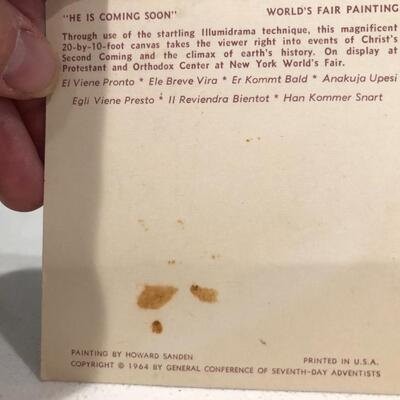 "HE IS COMING SOON" WORLD'S FAIR PAINTING
Through use of the startling Illumidrama technique, this magnificent
20-by-10-foot canvas takes the viewer right into events of Christ's
Second Coming and the climax of earth's history. On display at
Protestant and Orthodox Center at New York World's Fair.
El Viene Pronto * Ele Breve Vira * Er Kommt Bald * Anakuja Upesi
Egli Viene Presto * Il Reviendra Bientot * Han Kommer Snart
PAINTING BY HOWARD SANDEN PRINTED IN U.S.A.
COPYRIGHT © 1964 BY GENERAL CONFERENCE OF SEVENTH-DAY ADVENTISTS